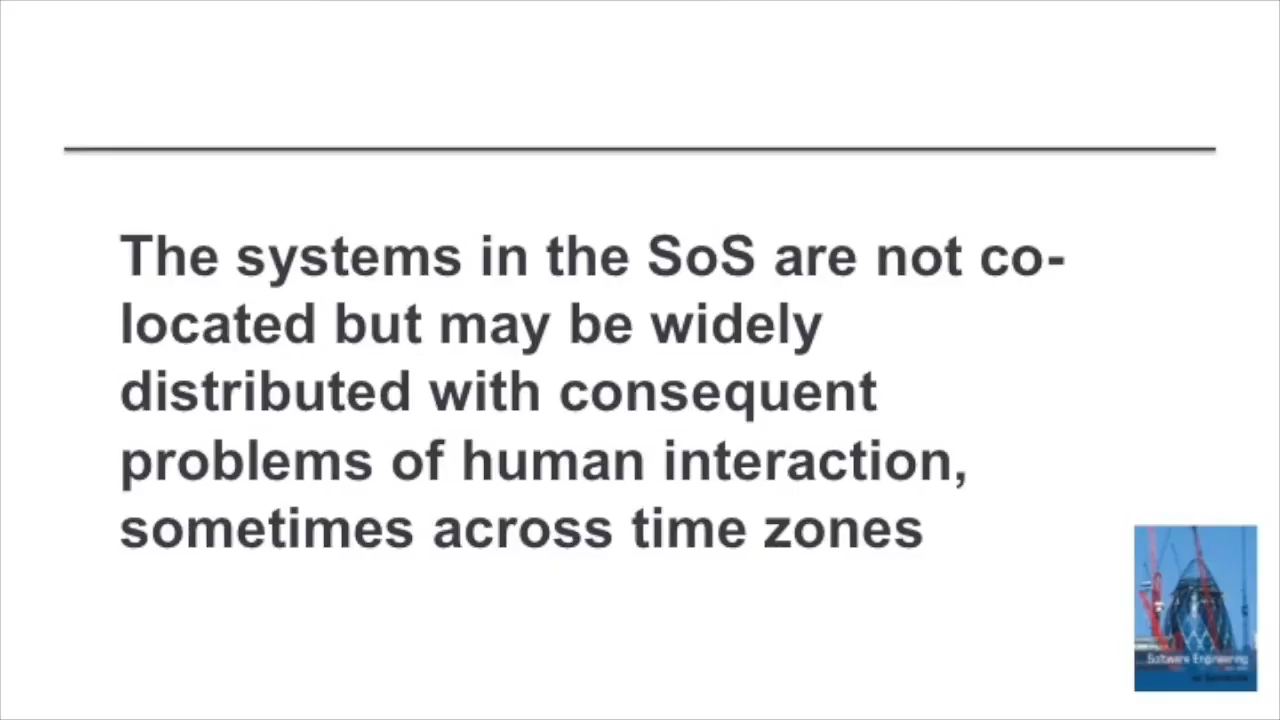 The systems in the SoS are not co-
located but may be widely
distributed with consequent
problems of human interaction,
sometimes across time zones
Software Engineering